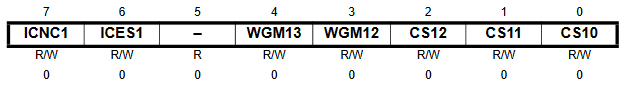 7 6 5 4 3 2 1 0
ICNC1 ICES1 – WGM13 WGM12 CS12 CS11 CS10
R/W R/W R R/W R/W R/W R/W R/W
0 0 0 0 0 0 0 0